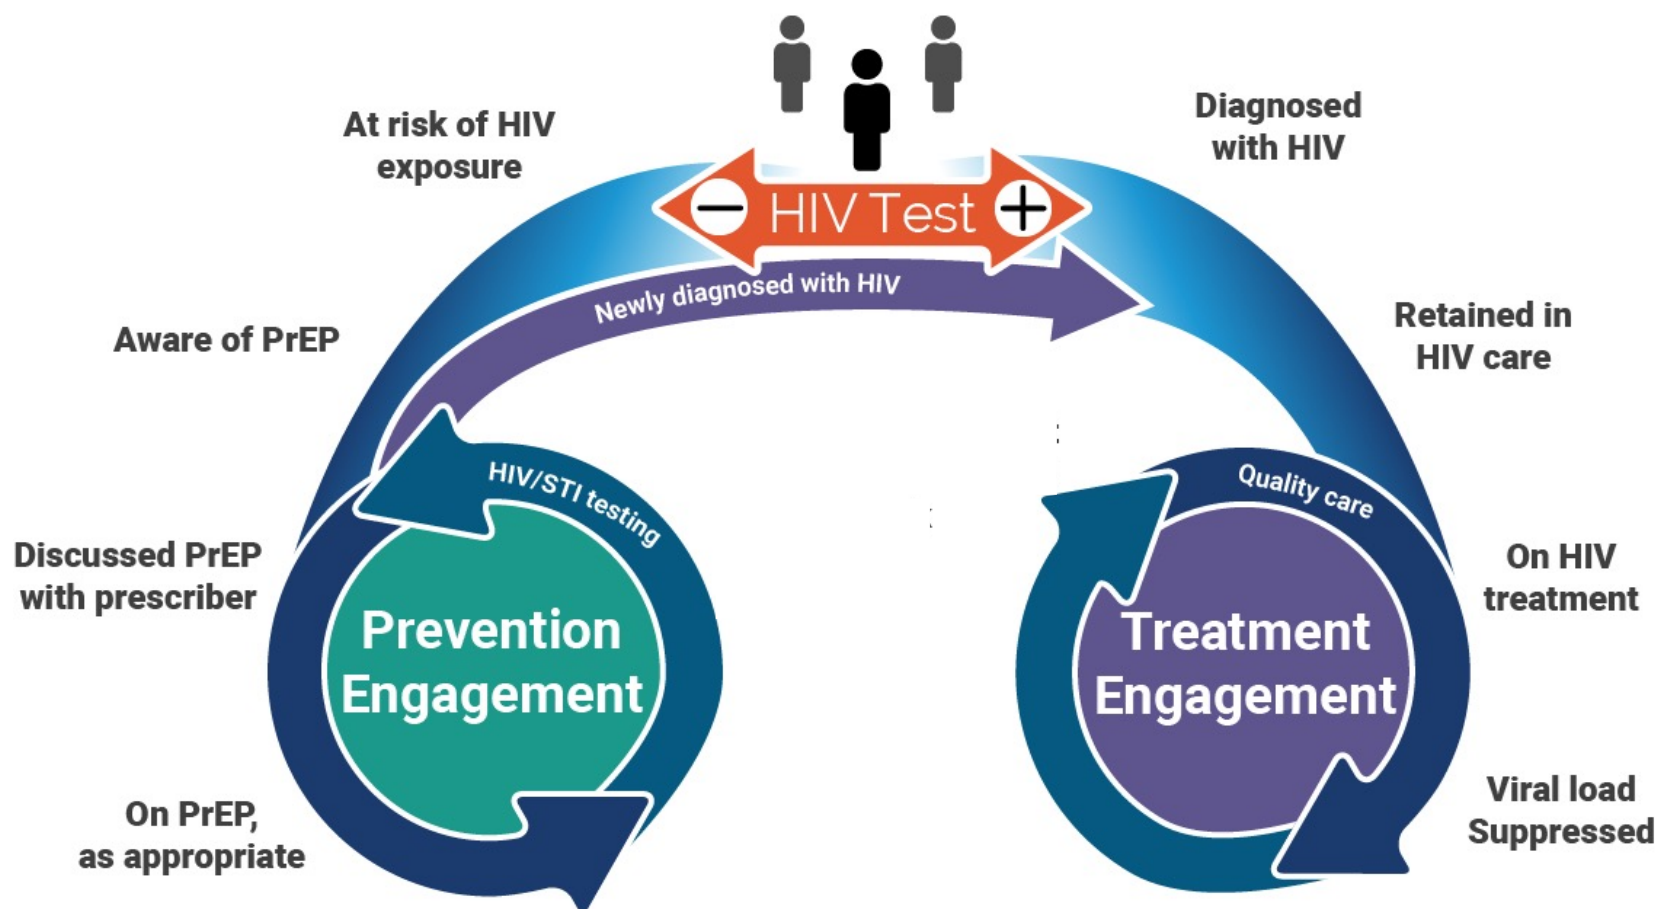 At risk of HIV
exposure
Diagnosed
with HIV
− HIV Test +
Newly diagnosed with HIV
Aware of PrEP
Retained in
HIV care
HIV/STI testing
Quality care
Discussed PrEP
with prescriber
On HIV
treatment
Prevention
Engagement
Treatment
Engagement
On PrEP,
as appropriate
Viral load
Suppressed